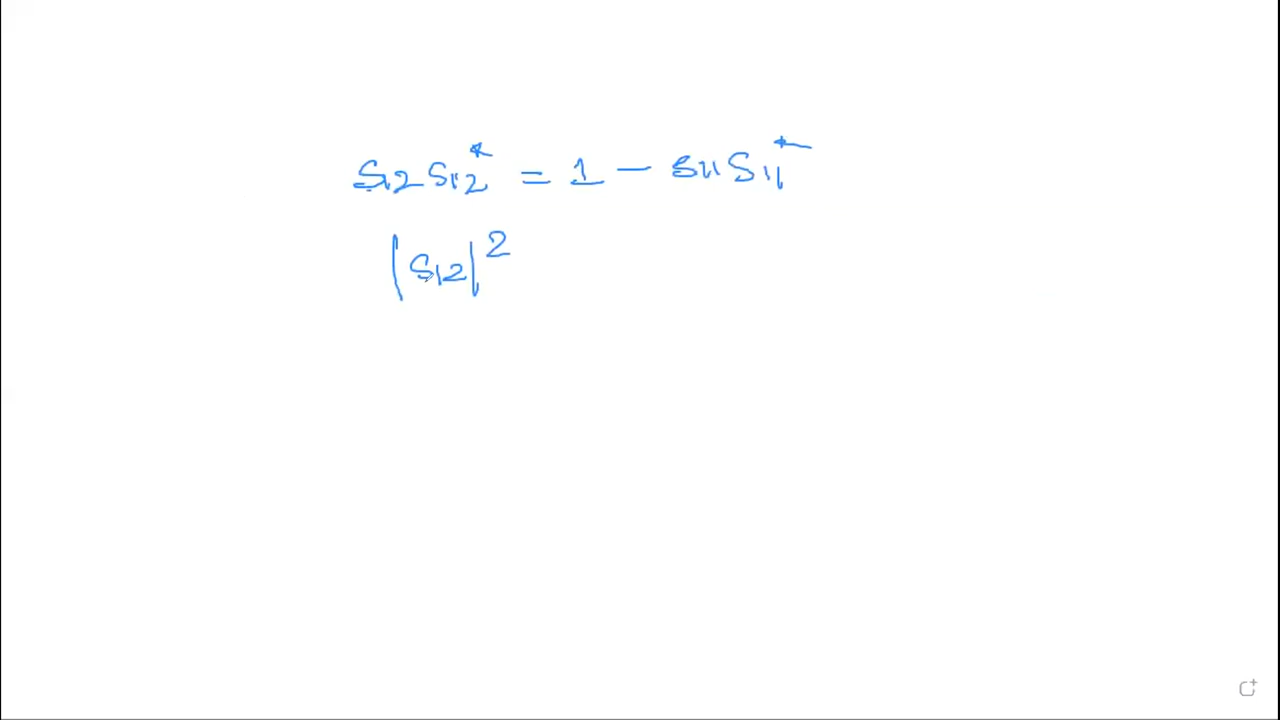 S12 S12* = 1 - S11 S11*
|S12|²